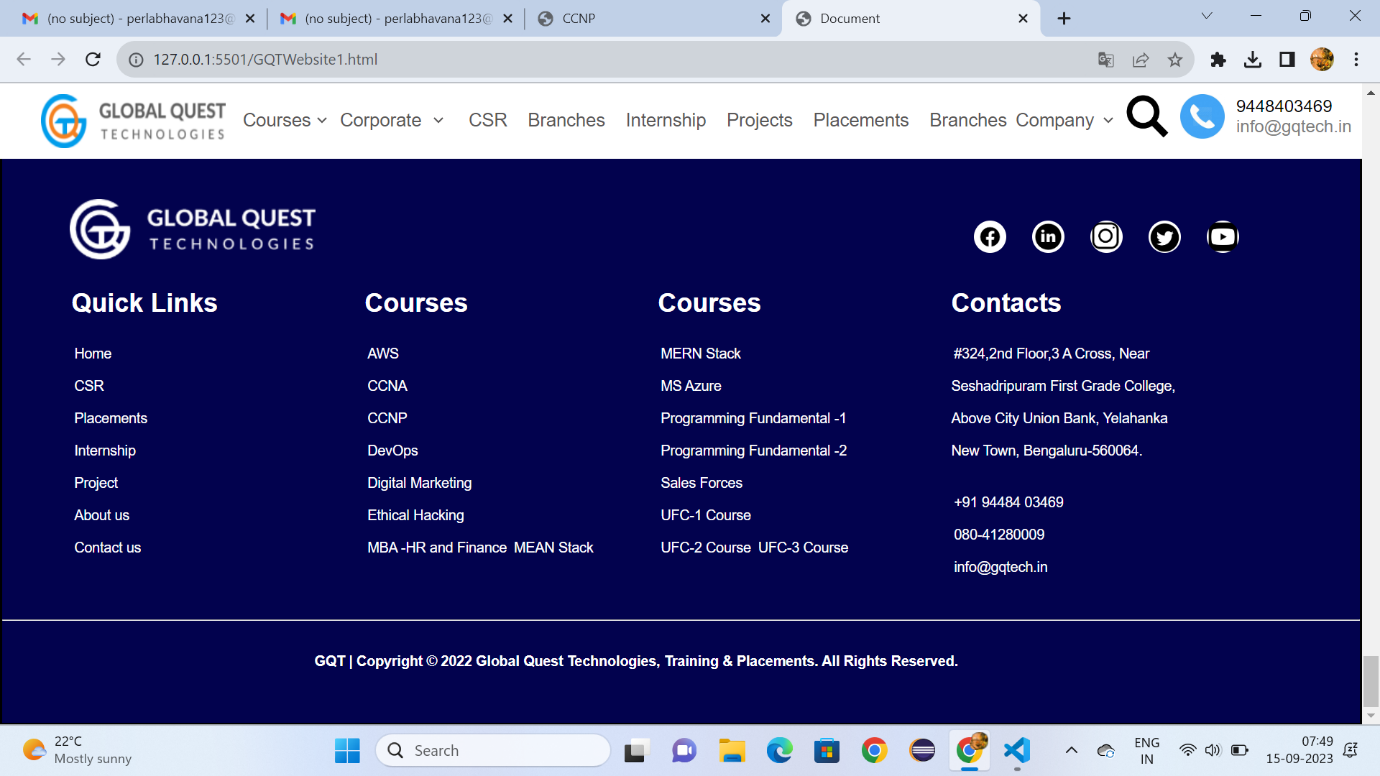 (no subject) - perlabhavana123@ (no subject) - perlabhavana123@ CCNP Document
127.0.0.1:5501/GQTWebsite1.html
GLOBAL QUEST
TECHNOLOGIES
Courses Corporate CSR Branches Internship Projects Placements Branches Company
9448403469
info@gqtech.in
GLOBAL QUEST
TECHNOLOGIES
in
Quick Links
Home
CSR
Placements
Internship
Project
About us
Contact us
Courses
AWS
CCNA
CCNP
DevOps
Digital Marketing
Ethical Hacking
MBA -HR and Finance MEAN Stack
Courses
MERN Stack
MS Azure
Programming Fundamental -1
Programming Fundamental -2
Sales Forces
UFC-1 Course
UFC-2 Course UFC-3 Course
Contacts
#324,2nd Floor,3 A Cross, Near
Seshadripuram First Grade College,
Above City Union Bank, Yelahanka
New Town, Bengaluru-560064.
+91 94484 03469
080-41280009
info@gqtech.in
GQT | Copyright © 2022 Global Quest Technologies, Training & Placements. All Rights Reserved.
22°C
Mostly sunny
Search
ENG
IN
07:49
15-09-2023